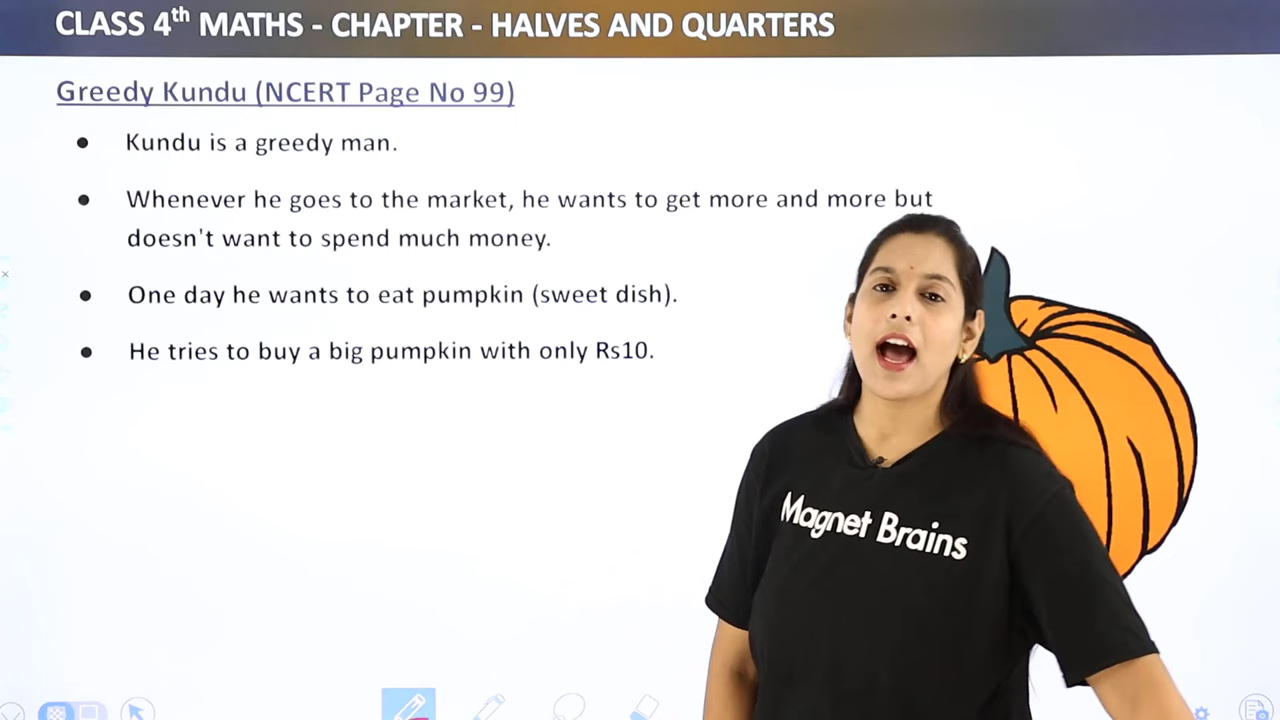 CLASS 4th MATHS - CHAPTER - HALVES AND QUARTERS
Greedy Kundu (NCERT Page No 99)
● Kundu is a greedy man.
● Whenever he goes to the market, he wants to get more and more but
doesn't want to spend much money.
● One day he wants to eat pumpkin (sweet dish).
● He tries to buy a big pumpkin with only Rs10.
Magnet Brains